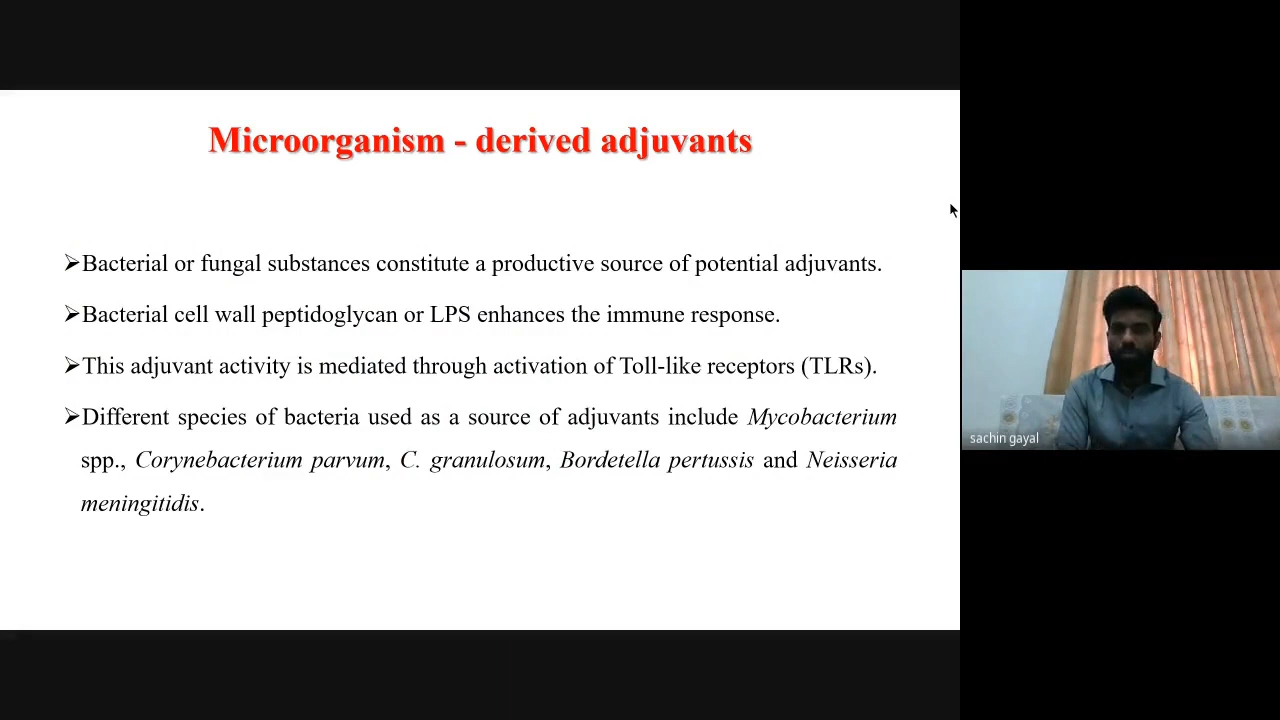 Microorganism - derived adjuvants
➢Bacterial or fungal substances constitute a productive source of potential adjuvants.
➢Bacterial cell wall peptidoglycan or LPS enhances the immune response.
➢This adjuvant activity is mediated through activation of Toll-like receptors (TLRs).
➢Different species of bacteria used as a source of adjuvants include Mycobacterium
spp., Corynebacterium parvum, C. granulosum, Bordetella pertussis and Neisseria
meningitidis.
sachin gayal